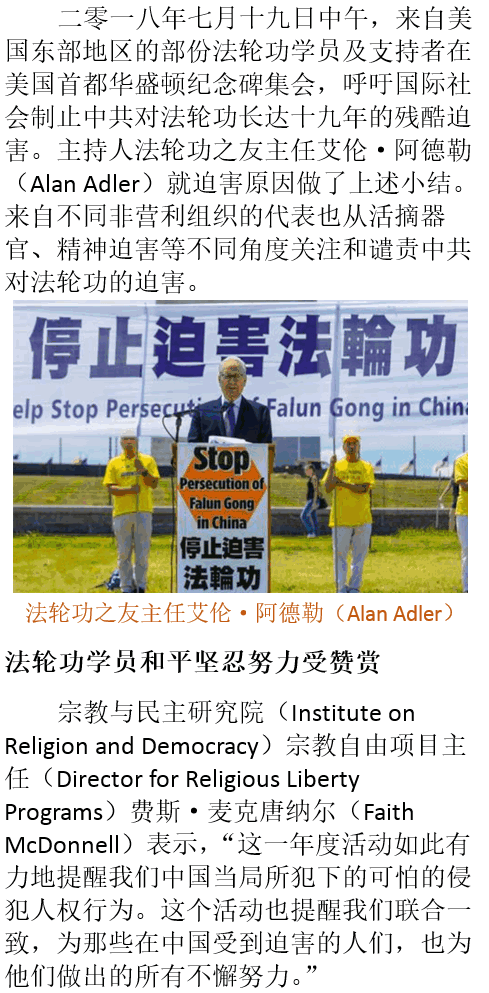 二零一八年七月十九日中午，来自美
国东部地区的部份法轮功学员及支持者在
美国首都华盛顿纪念碑集会，呼吁国际社
会制止中共对法轮功长达十九年的残酷迫
害。主持人法轮功之友主任艾伦·阿德勒
（Alan Adler）就迫害原因做了上述小结。
来自不同非营利组织的代表也从活摘器
官、精神迫害等不同角度关注和谴责中共
对法轮功的迫害。
停止迫害法輪功
elp Stop Persecution of Falun Gong in China
Stop
Persecution of
Falun Gong
in China
停止迫害
法輪功
法轮功之友主任艾伦·阿德勒（Alan Adler）
法轮功学员和平坚忍努力受赞赏
宗教与民主研究院（Institute on
Religion and Democracy）宗教自由项目主
任（Director for Religious Liberty
Programs）费斯·麦克唐纳尔（Faith
McDonnell）表示，“这一年度活动如此有
力地提醒我们中国当局所犯下的可怕的侵
犯人权行为。这个活动也提醒我们联合一
致，为那些在中国受到迫害的人们，也为
他们做出的所有不懈努力。”